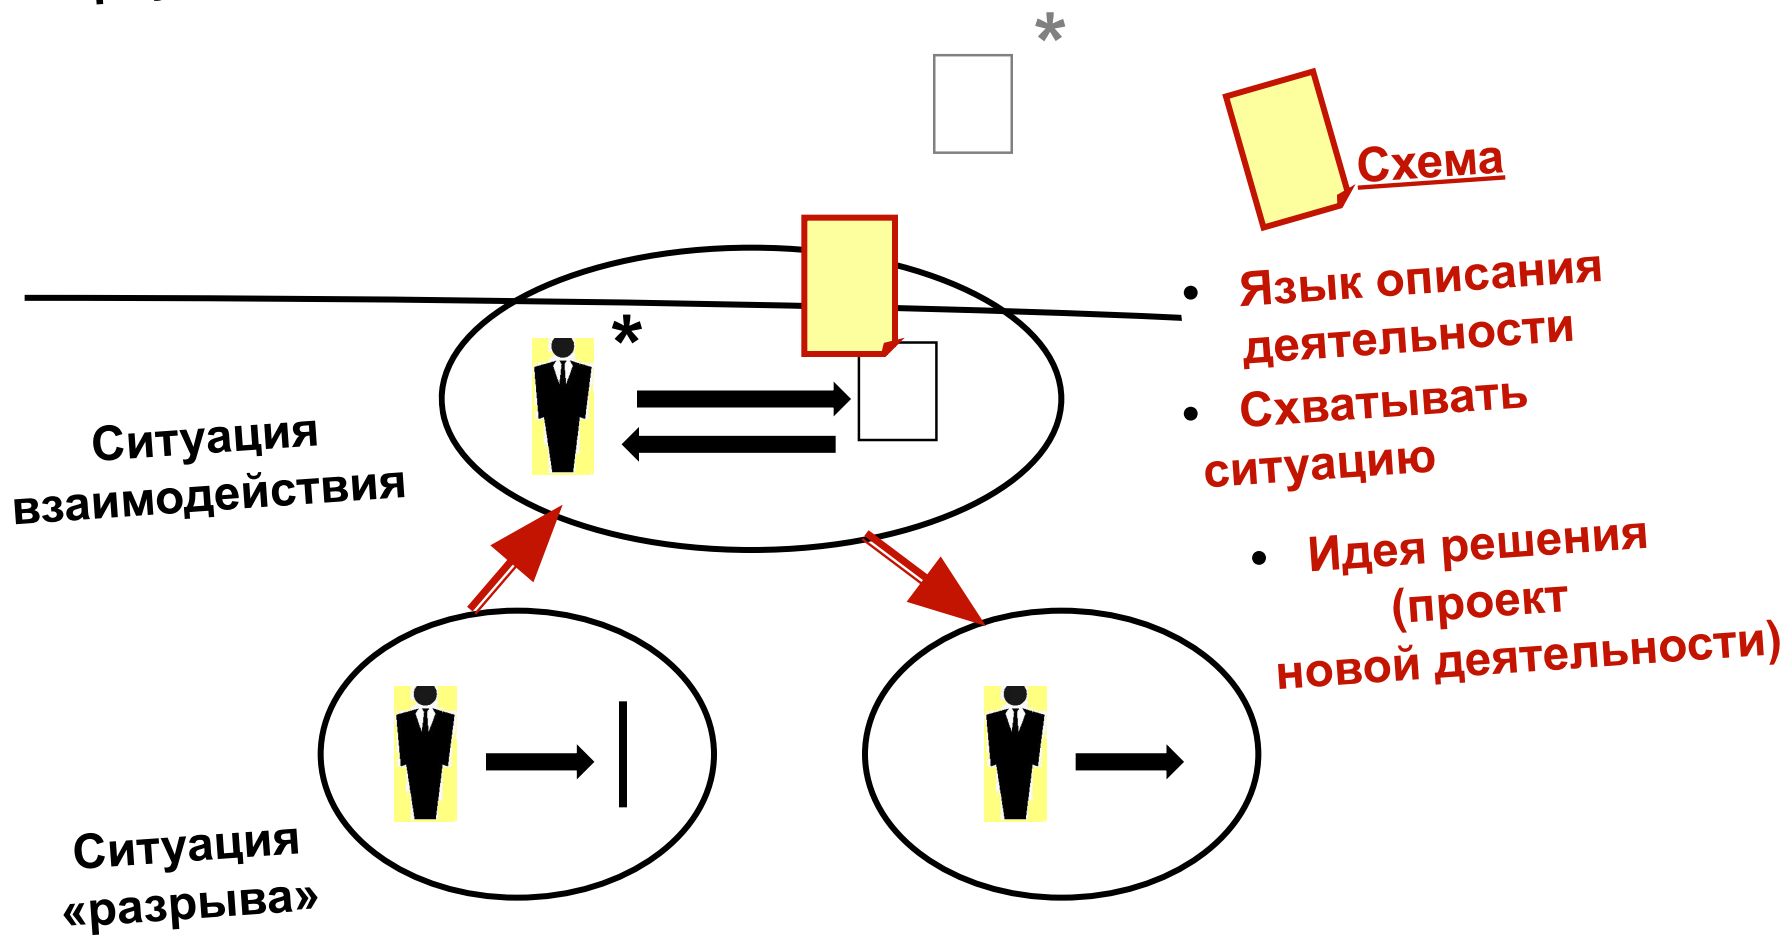 *
Схема
• Язык описания
деятельности
*
• Схватывать
ситуацию
Ситуация
взаимодействия
• Идея решения
(проект
новой деятельности)
Ситуация
«разрыва»